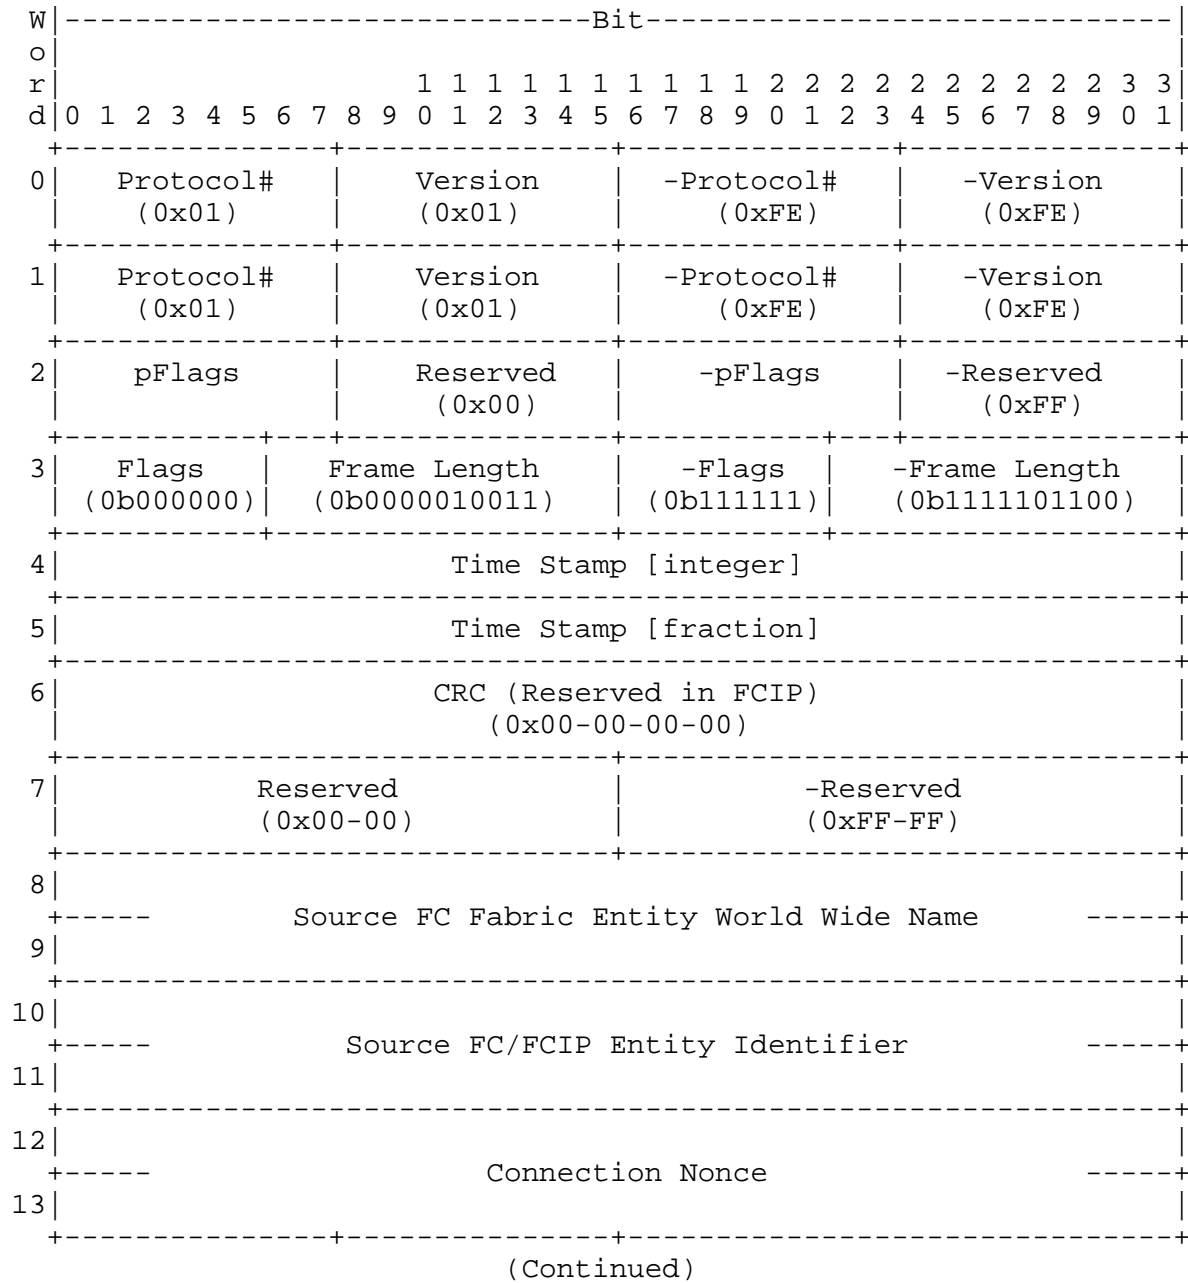 W|------------------------------Bit------------------------------|
o|                                                               |
r|                    1 1 1 1 1 1 1 1 1 1 2 2 2 2 2 2 2 2 2 2 3 3|
d|0 1 2 3 4 5 6 7 8 9 0 1 2 3 4 5 6 7 8 9 0 1 2 3 4 5 6 7 8 9 0 1|
 +---------------+---------------+---------------+---------------+
0|   Protocol#   |    Version    |  -Protocol#   |   -Version    |
 |    (0x01)     |    (0x01)     |     (0xFE)    |    (0xFE)     |
 +---------------+---------------+---------------+---------------+
1|   Protocol#   |    Version    |  -Protocol#   |   -Version    |
 |    (0x01)     |    (0x01)     |     (0xFE)    |    (0xFE)     |
 +---------------+---------------+---------------+---------------+
2|    pFlags     |    Reserved   |    -pFlags    |  -Reserved    |
 |               |     (0x00)    |               |    (0xFF)     |
 +-----------+---+---------------+-----------+---+---------------+
3|   Flags   |   Frame Length    |   -Flags  |   -Frame Length   |
 | (0b000000)|  (0b0000010011)   | (0b111111)|   (0b1111101100)  |
 +-----------+-------------------+-----------+-------------------+
4|                      Time Stamp [integer]                     |
 +---------------------------------------------------------------+
5|                      Time Stamp [fraction]                    |
 +---------------------------------------------------------------+
6|                     CRC (Reserved in FCIP)                    |
 |                        (0x00-00-00-00)                        |
 +-------------------------------+-------------------------------+
7|           Reserved            |          -Reserved            |
 |           (0x00-00)           |          (0xFF-FF)            |
 +-------------------------------+-------------------------------+
8|                                                               |
 +-----        Source FC Fabric Entity World Wide Name      -----+
9|                                                               |
 +---------------------------------------------------------------+
10|                                                               |
 +-----           Source FC/FCIP Entity Identifier          -----+
11|                                                               |
 +---------------------------------------------------------------+
12|                                                               |
 +-----                   Connection Nonce                  -----+
13|                                                               |
 +---------------+---------------+-------------------------------+
(Continued)